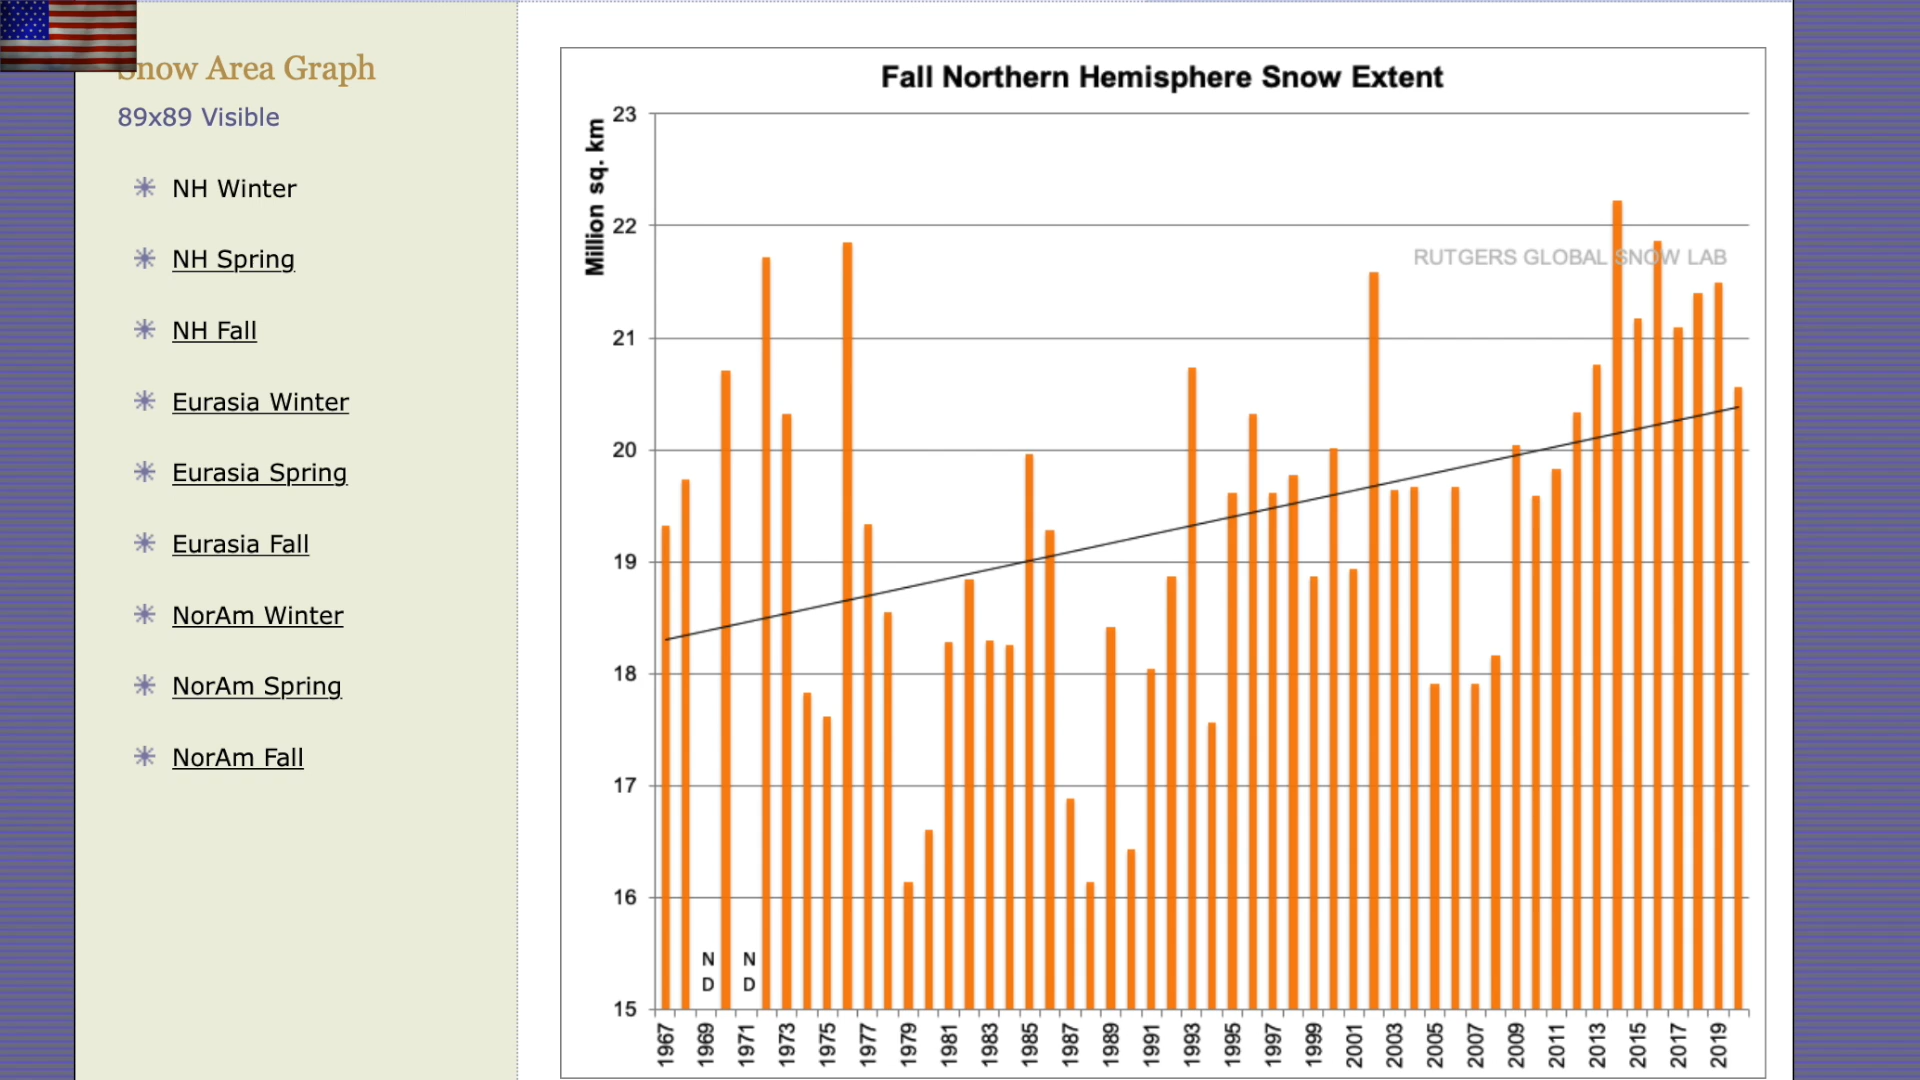 Snow Area Graph
89x89 Visible
NH Winter
NH Spring
NH Fall
Eurasia Winter
Eurasia Spring
Eurasia Fall
NorAm Winter
NorAm Spring
NorAm Fall
Fall Northern Hemisphere Snow Extent
Million sq. km
23
22
21
20
19
18
17
16
15
RUTGERS GLOBAL SNOW LAB
N N
D D
1967 1969 1971 1973 1975 1977 1979 1981 1983 1985 1987 1989 1991 1993 1995 1997 1999 2001 2003 2005 2007 2009 2011 2013 2015 2017 2019